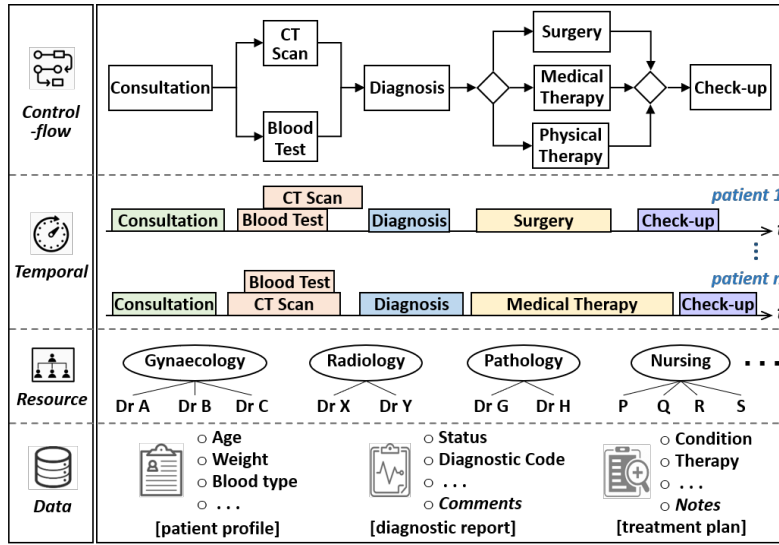 Control
-flow
Consultation
CT
Scan
Blood
Test
Diagnosis
Surgery
Medical
Therapy
Physical
Therapy
Check-up
Temporal
patient 1
CT Scan
Consultation
Blood Test
Diagnosis
Surgery
Check-up
t
⋮
patient n
Blood Test
Consultation
CT Scan
Diagnosis
Medical Therapy
Check-up
t
Resource
Gynaecology
Radiology
Pathology
Nursing
...
Dr A
Dr B
Dr C
Dr X
Dr Y
Dr G
Dr H
P
Q
R
S
Data
○ Age
○ Weight
○ Blood type
○ ...
[patient profile]
○ Status
○ Diagnostic Code
○ ...
○ Comments
[diagnostic report]
○ Condition
○ Therapy
○ ...
○ Notes
[treatment plan]